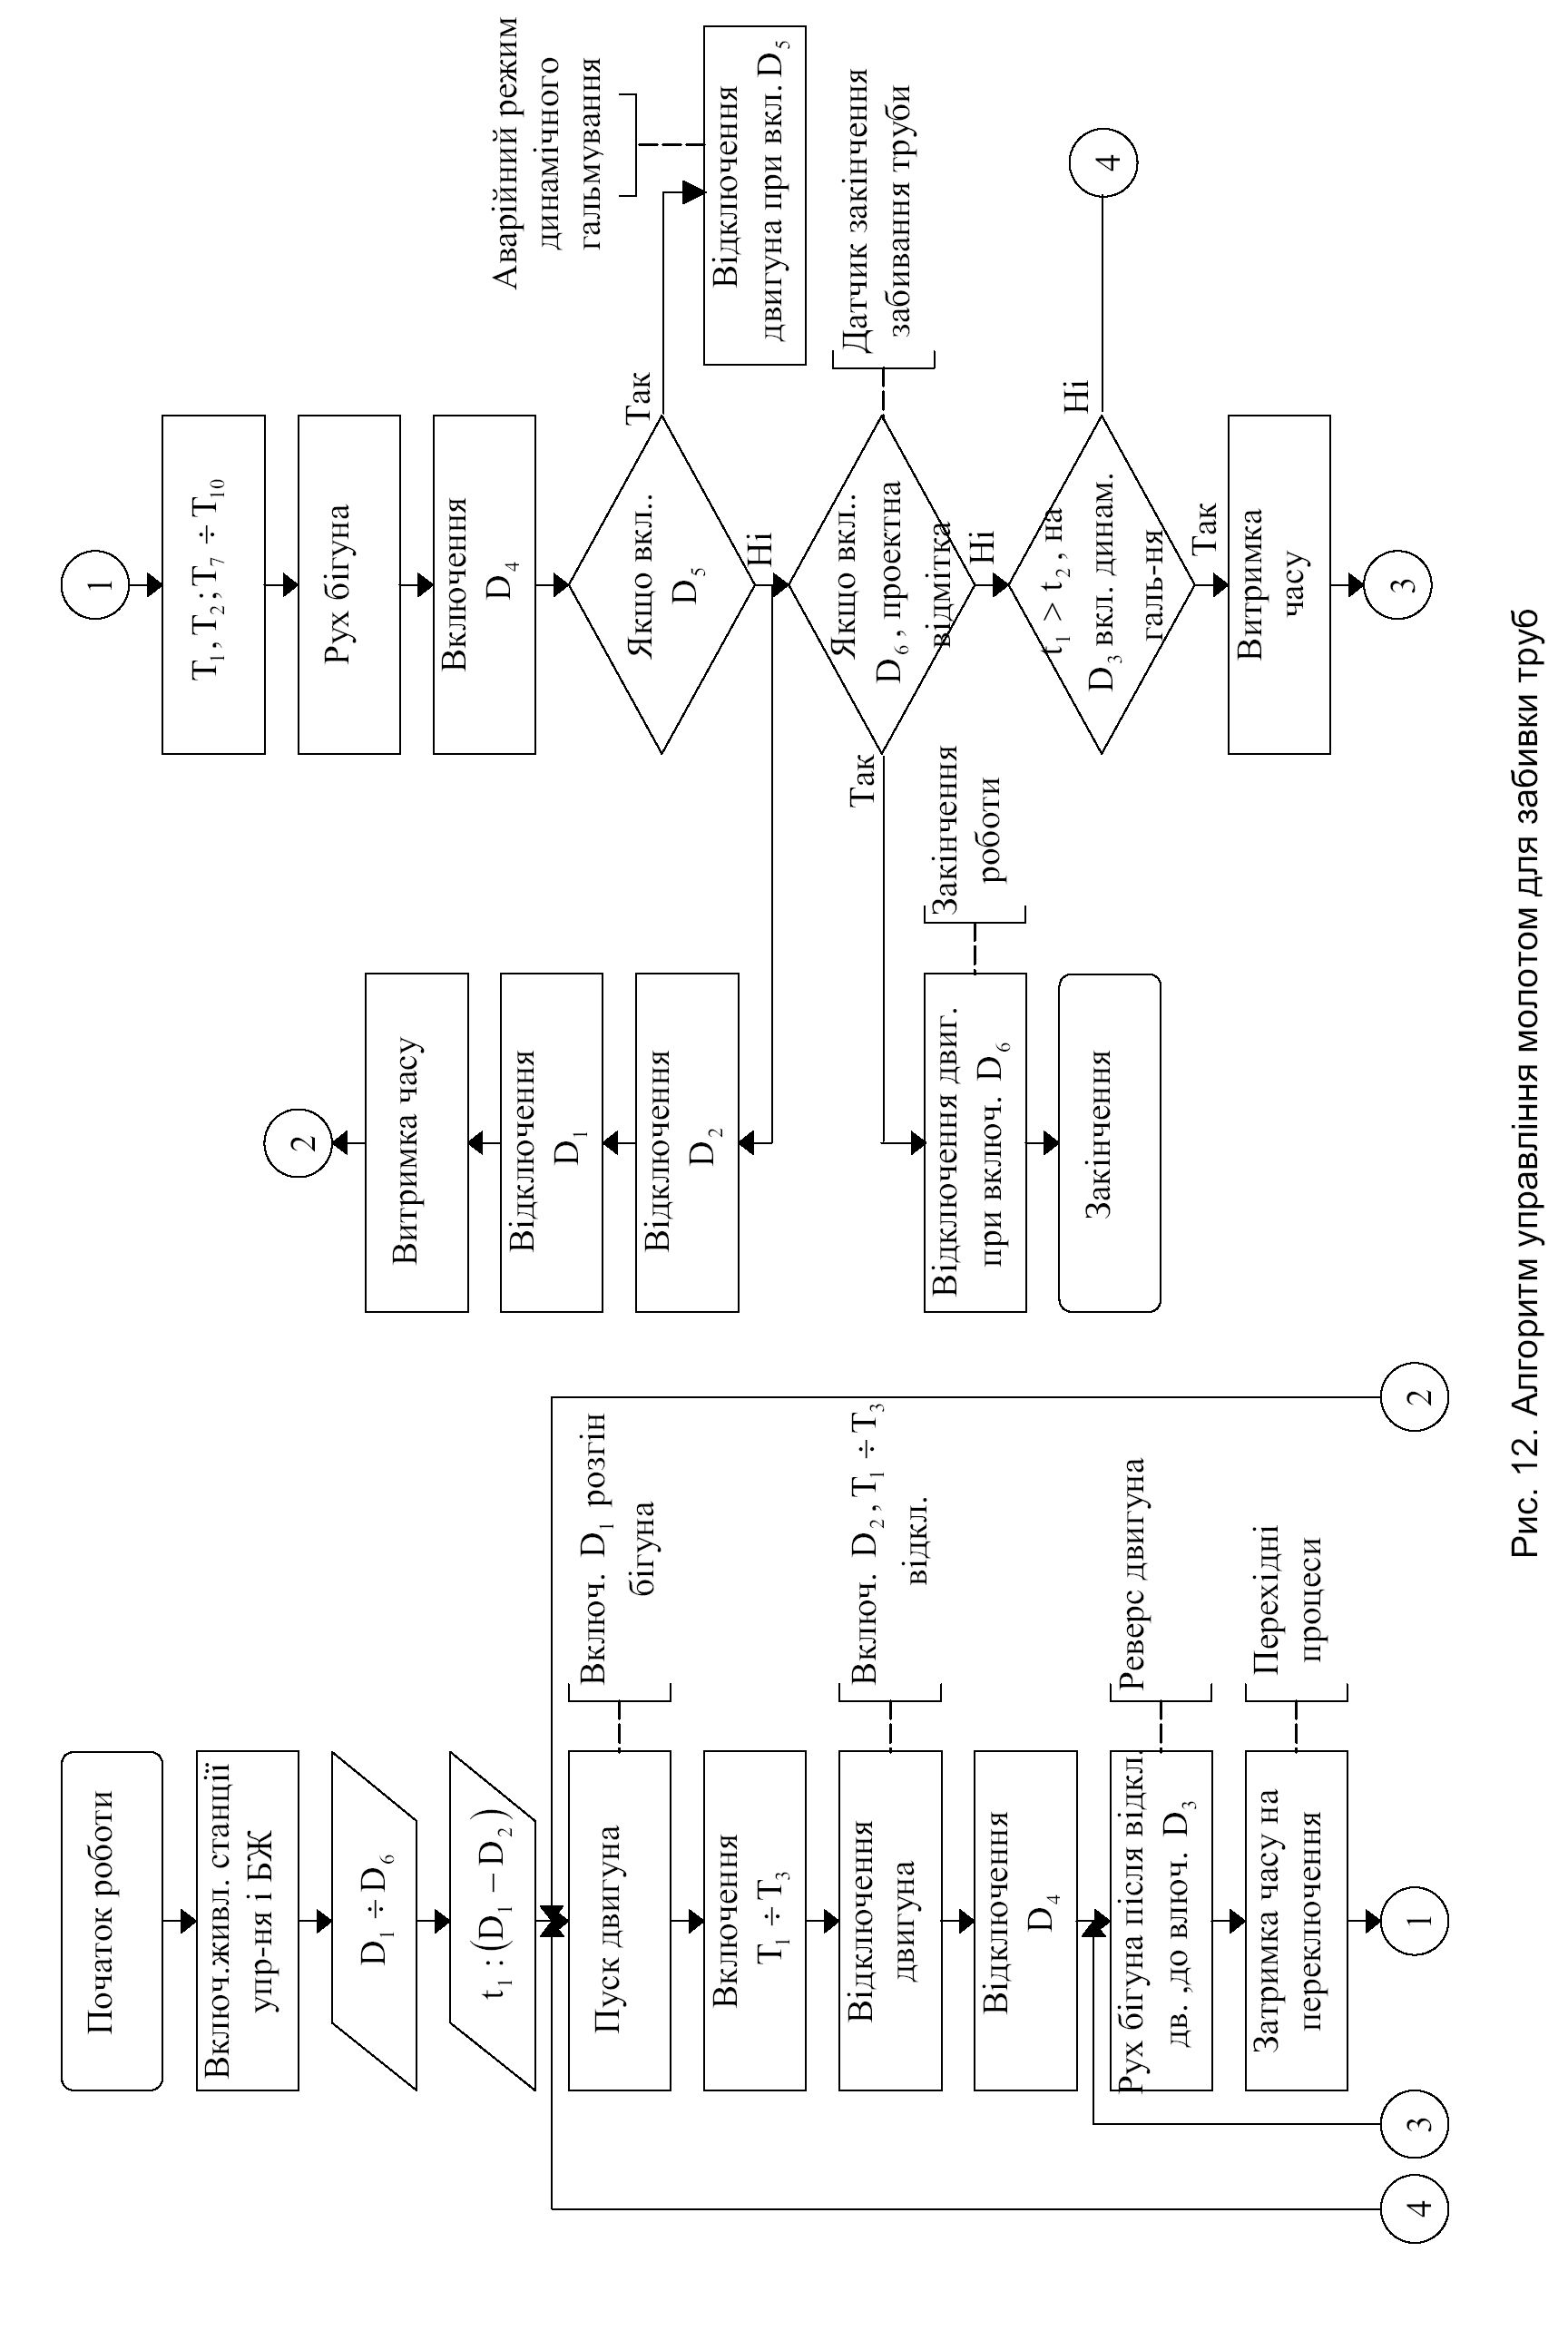 Початок роботи
Включ.живл. станції
упр-ня і БЖ
D₁ ÷ D₆
t₁ : (D₁ − D₂)
Пуск двигуна
Включ. D₁ розгін
бігуна
Включення
T₁ ÷ T₃
Відключення
двигуна
Включ. D₂ , T₁ ÷ T₃
відкл.
Відключення
D₄
Рух бігуна після відкл.
дв. ,до включ. D₃
Реверс двигуна
Затримка часу на
переключення
Перехідні
процеси
4
3
1
2
2
Витримка часу
Відключення
D₁
Відключення
D₂
Відключення двиг.
при включ. D₆
Закінчення
роботи
Закінчення
1
T₁ , T₂ ; T₇ ÷ T₁₀
Рух бігуна
Включення
D₄
Якщо вкл..
D₅
Так
Ні
Аварійний режим
динамічного
гальмування
Відключення
двигуна при вкл. D₅
Якщо вкл..
D₆ , проектна
відмітка
Так
Ні
Датчик закінчення
забивання труби
t₁ > t₂ , на
D₃ вкл. динам.
галь-ня
Ні
Так
4
Витримка
часу
3
Рис. 12. Алгоритм управління молотом для забивки труб